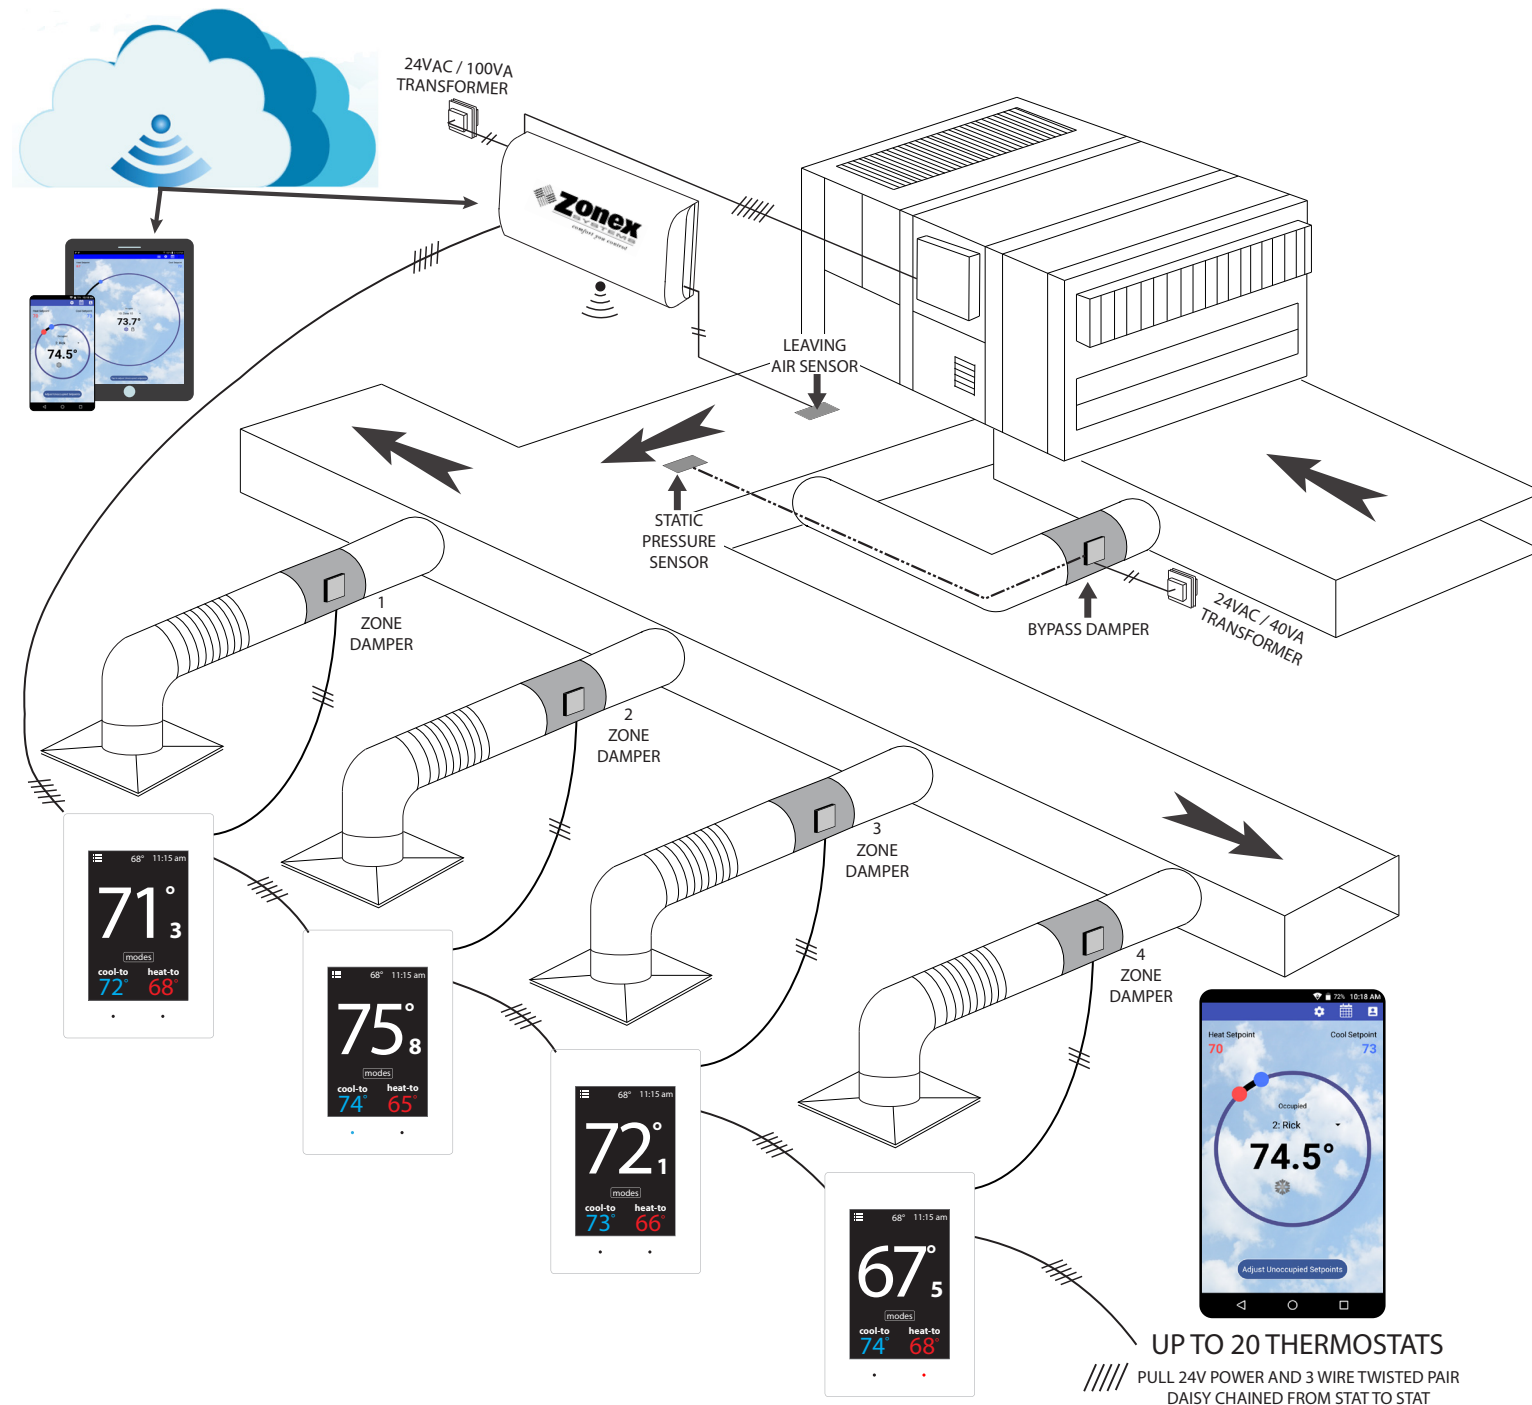 24VAC / 100VA
TRANSFORMER
Zonex
SYSTEMS
comfort you control
73.7°
74.5°
LEAVING
AIR SENSOR
STATIC
PRESSURE
SENSOR
BYPASS DAMPER
24VAC / 40VA
TRANSFORMER
1
ZONE
DAMPER
2
ZONE
DAMPER
3
ZONE
DAMPER
4
ZONE
DAMPER
68° 11:15 am
71° 3
modes
cool-to heat-to
72° 68°
68° 11:15 am
75° 8
modes
cool-to heat-to
74° 65°
68° 11:15 am
72° 1
modes
cool-to heat-to
73° 66°
68° 11:15 am
67° 5
modes
cool-to heat-to
74° 68°
72% 10:18 AM
Heat Setpoint Cool Setpoint
70 73
Occupied
2: Rick
74.5°
Adjust Unoccupied Setpoints
UP TO 20 THERMOSTATS
PULL 24V POWER AND 3 WIRE TWISTED PAIR
DAISY CHAINED FROM STAT TO STAT